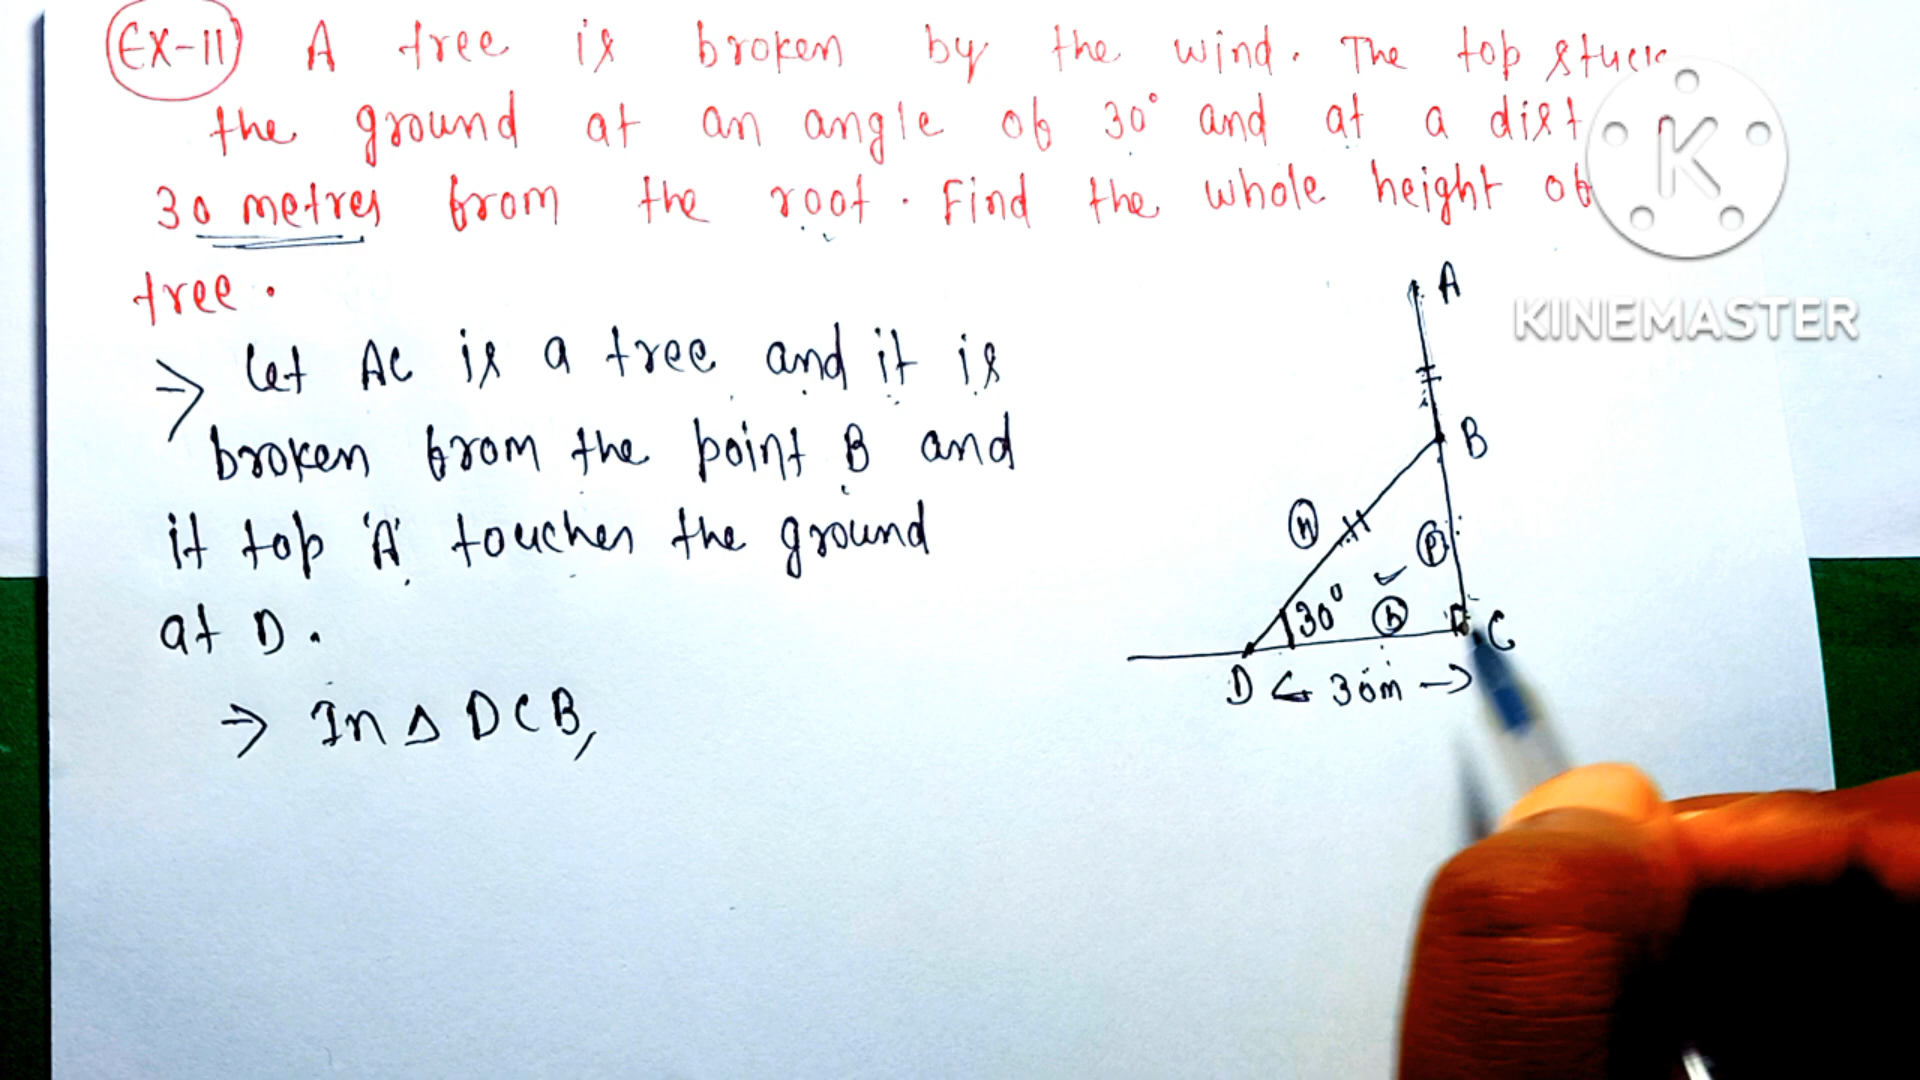 EX-11 A tree is broken by the wind. The top
the ground at an angle of 30° and at a
30 metres from the root. Find the whole height of
tree.
→ Let AC is a tree and it is
broken from the point B and
it top 'A' touches the ground
at D.
→ In △ DCB,
A
B
h
p
30°
b
C
D ← 30m →
K
KINEMASTER